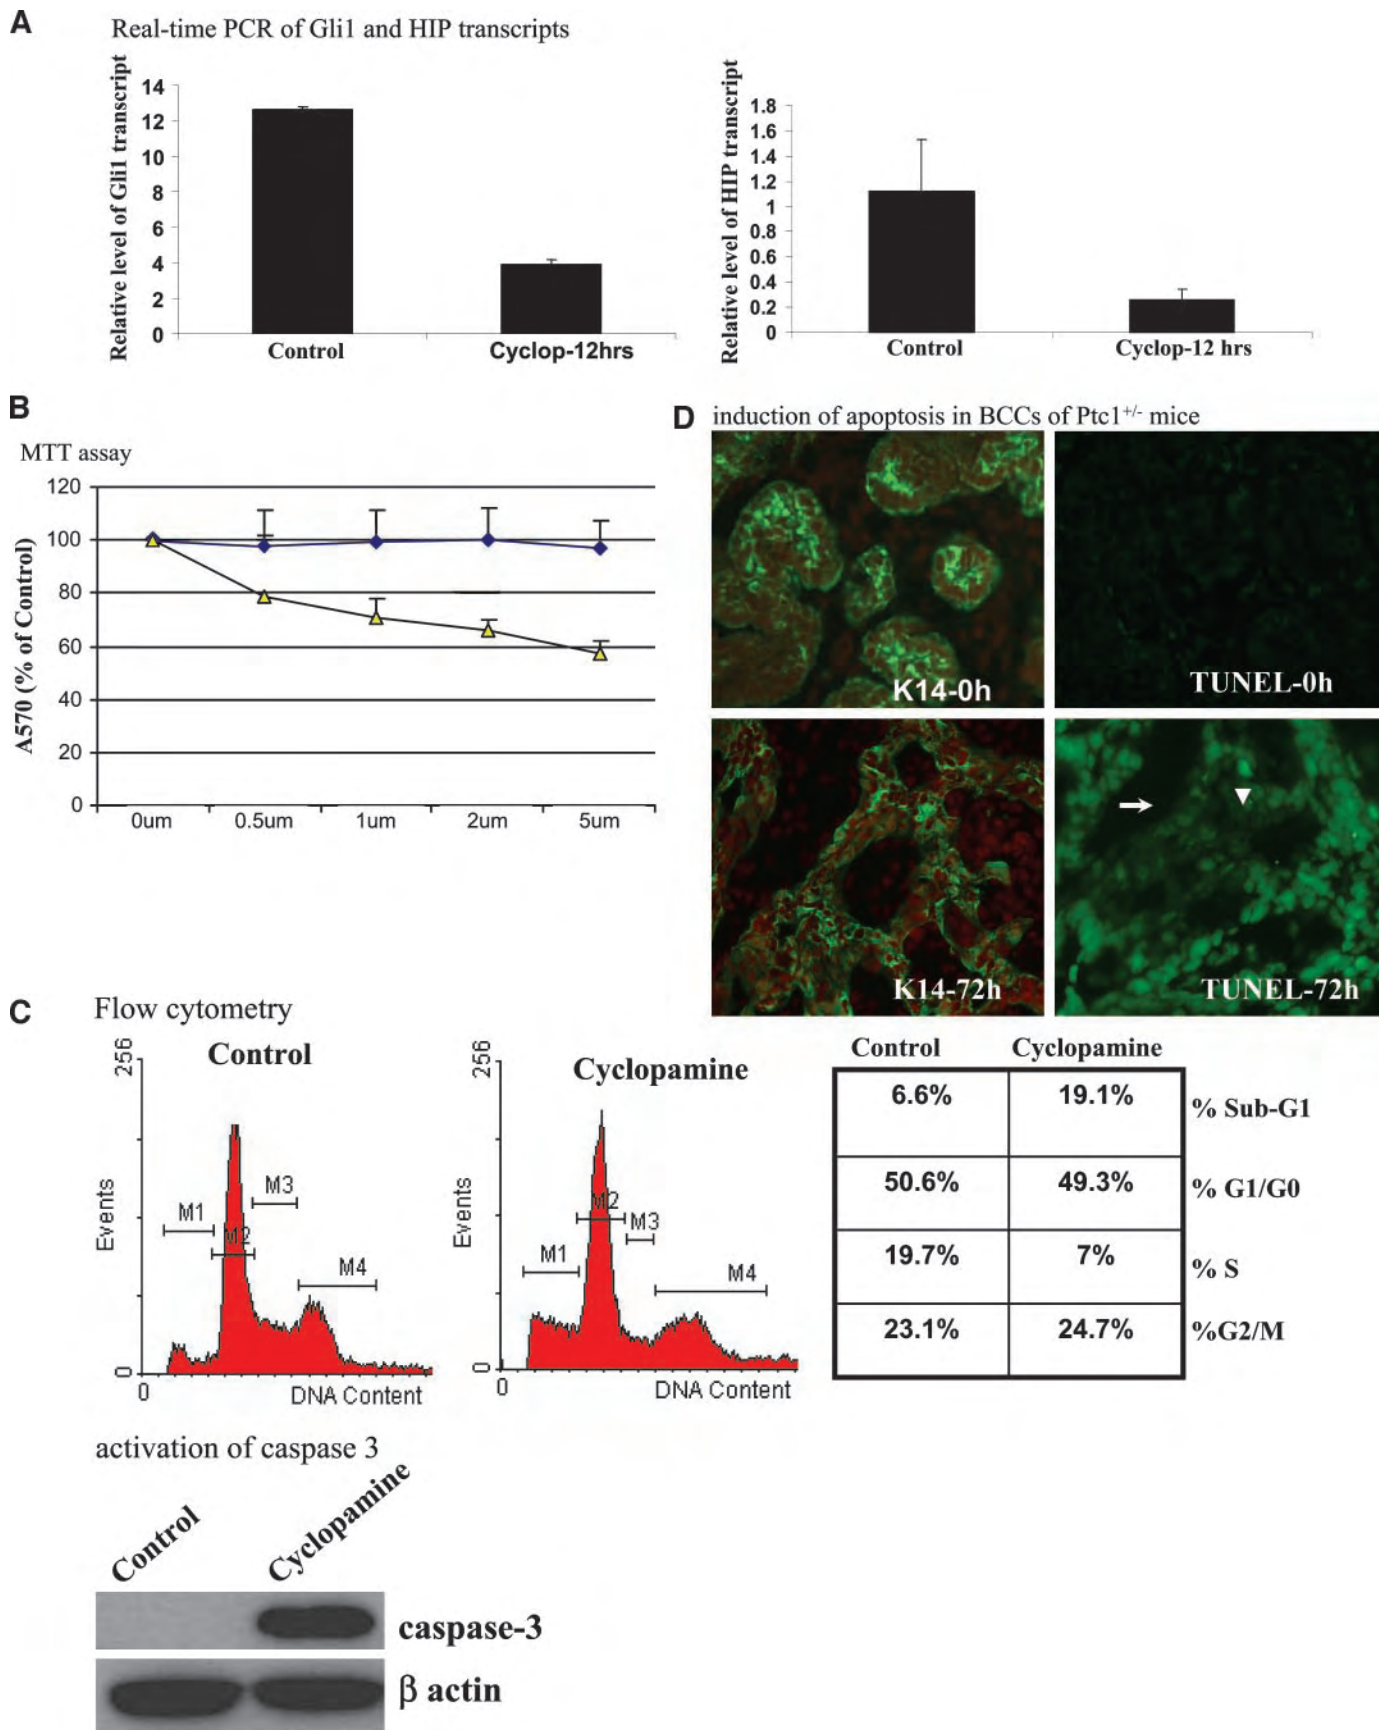 A
Real-time PCR of Gli1 and HIP transcripts
Relative level of Gli1 transcript
14
12
10
8
6
4
2
0
Control
Cyclop-12hrs
Relative level of HIP transcript
1.8
1.6
1.4
1.2
1
0.8
0.6
0.4
0.2
0
Control
Cyclop-12 hrs
B
MTT assay
A570 (% of Control)
120
100
80
60
40
20
0
0um
0.5um
1um
2um
5um
D
induction of apoptosis in BCCs of Ptc1+/- mice
K14-0h
TUNEL-0h
K14-72h
TUNEL-72h
C
Flow cytometry
Control
256
Events
0
M1
M2
M3
M4
0
DNA Content
Cyclopamine
256
Events
0
M1
M2
M3
M4
0
DNA Content
Control Cyclopamine
6.6% 19.1% % Sub-G1
50.6% 49.3% % G1/G0
19.7% 7% % S
23.1% 24.7% %G2/M
activation of caspase 3
Control
Cyclopamine
caspase-3
β actin